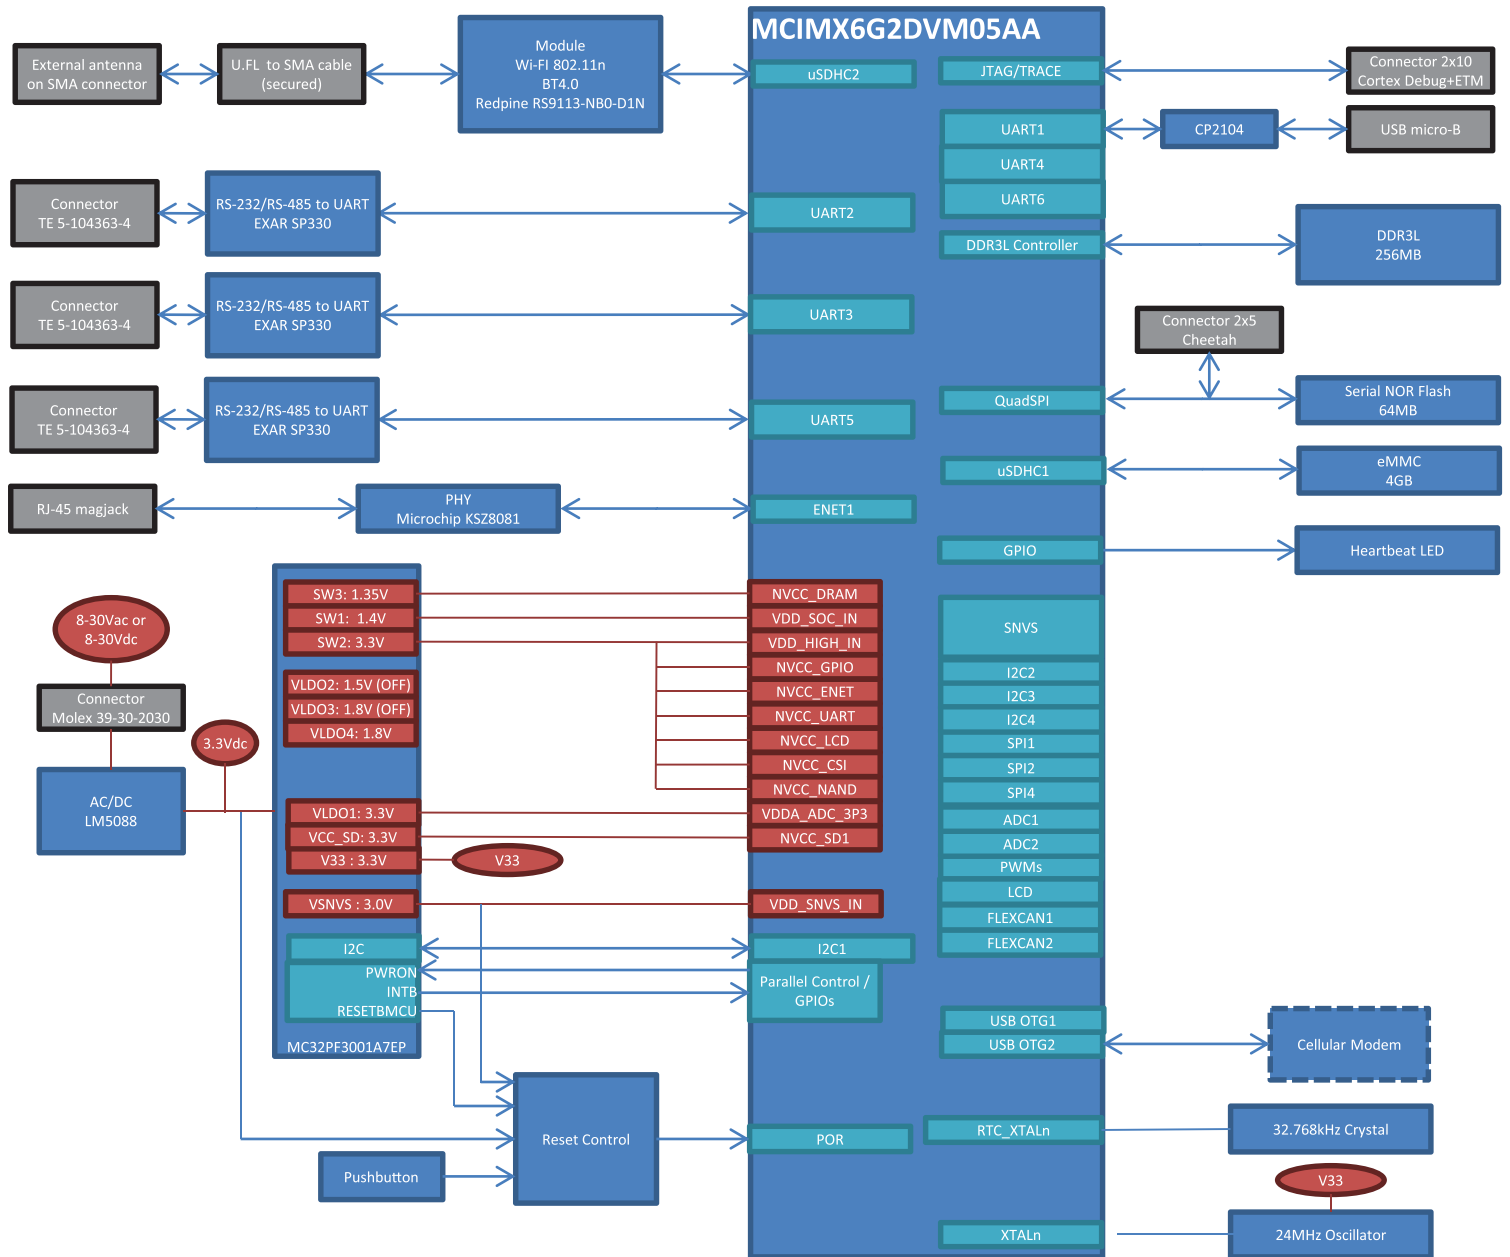 MCIMX6G2DVM05AA
External antenna
on SMA connector
U.FL to SMA cable
(secured)
Module
Wi-FI 802.11n
BT4.0
Redpine RS9113-NB0-D1N
uSDHC2
JTAG/TRACE
Connector 2x10
Cortex Debug+ETM
UART1
CP2104
USB micro-B
UART4
UART6
Connector
TE 5-104363-4
RS-232/RS-485 to UART
EXAR SP330
UART2
DDR3L Controller
DDR3L
256MB
Connector
TE 5-104363-4
RS-232/RS-485 to UART
EXAR SP330
UART3
Connector 2x5
Cheetah
Connector
TE 5-104363-4
RS-232/RS-485 to UART
EXAR SP330
UART5
QuadSPI
Serial NOR Flash
64MB
uSDHC1
eMMC
4GB
RJ-45 magjack
PHY
Microchip KSZ8081
ENET1
GPIO
Heartbeat LED
8-30Vac or
8-30Vdc
Connector
Molex 39-30-2030
3.3Vdc
AC/DC
LM5088
SW3: 1.35V
SW1: 1.4V
SW2: 3.3V
VLDO2: 1.5V (OFF)
VLDO3: 1.8V (OFF)
VLDO4: 1.8V
VLDO1: 3.3V
VCC_SD: 3.3V
V33 : 3.3V
V33
VSNVS : 3.0V
I2C
PWRON
INTB
RESETBMCU
MC32PF3001A7EP
NVCC_DRAM
VDD_SOC_IN
VDD_HIGH_IN
NVCC_GPIO
NVCC_ENET
NVCC_UART
NVCC_LCD
NVCC_CSI
NVCC_NAND
VDDA_ADC_3P3
NVCC_SD1
VDD_SNVS_IN
I2C1
Parallel Control /
GPIOs
SNVS
I2C2
I2C3
I2C4
SPI1
SPI2
SPI4
ADC1
ADC2
PWMs
LCD
FLEXCAN1
FLEXCAN2
USB OTG1
USB OTG2
Cellular Modem
Reset Control
Pushbutton
POR
RTC_XTALn
32.768kHz Crystal
V33
XTALn
24MHz Oscillator